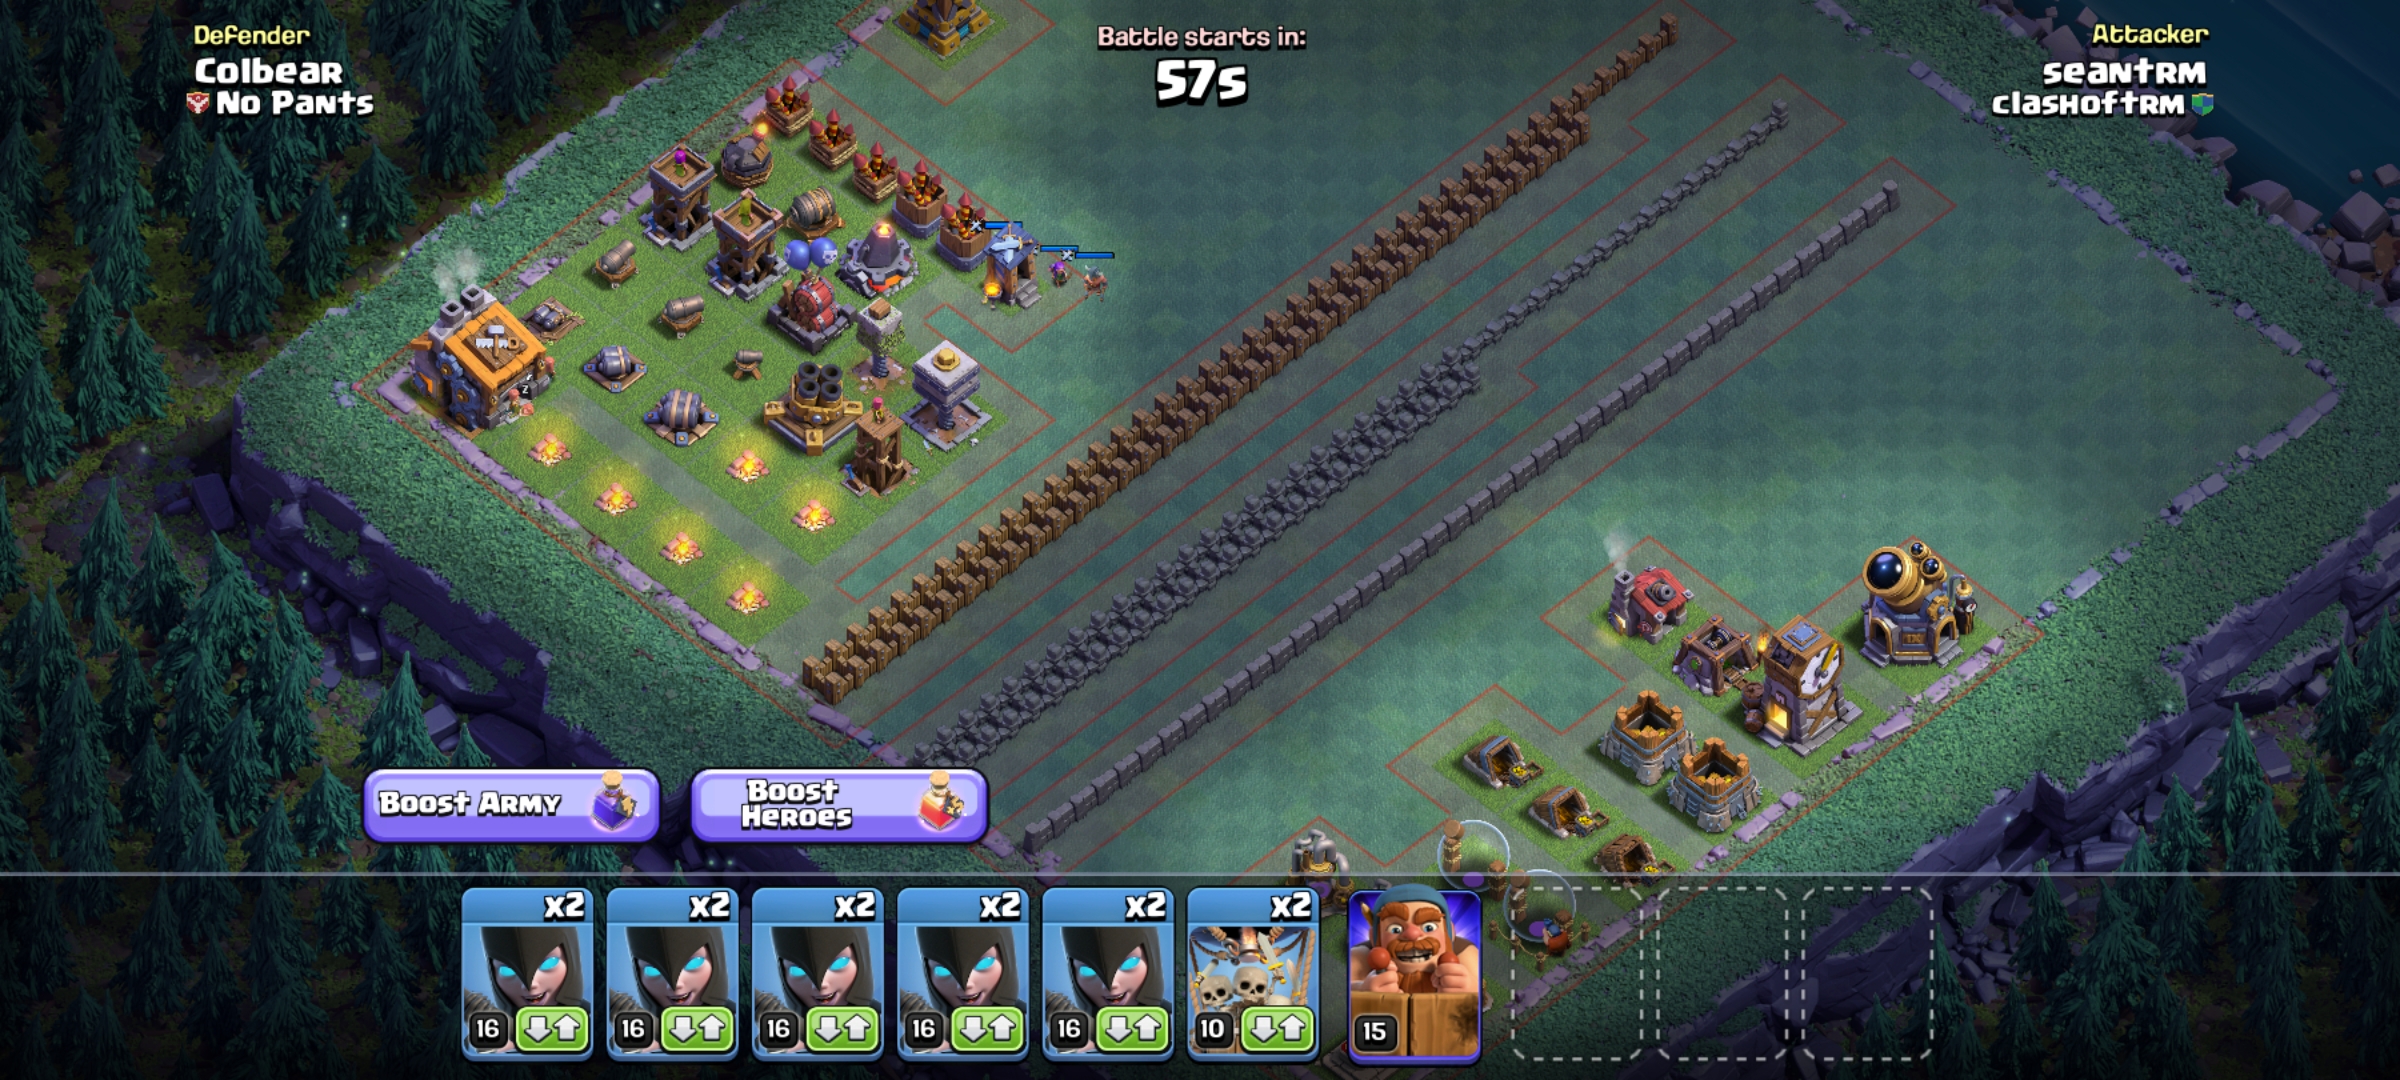 Defender
Colbear
No Pants
Battle starts in:
57s
Attacker
seantrm
clashoftrm
Boost Army
Boost
Heroes
x2
x2
x2
x2
x2
x2
16
16
16
16
16
10
15